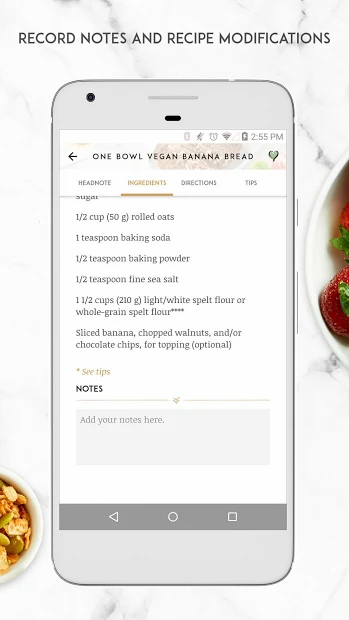 RECORD NOTES AND RECIPE MODIFICATIONS
2:55 PM
ONE BOWL VEGAN BANANA BREAD
HEADNOTE INGREDIENTS DIRECTIONS TIPS
sugar
1/2 cup (50 g) rolled oats
1 teaspoon baking soda
1/2 teaspoon baking powder
1/2 teaspoon fine sea salt
1 1/2 cups (210 g) light/white spelt flour or
whole-grain spelt flour****
Sliced banana, chopped walnuts, and/or
chocolate chips, for topping (optional)
* See tips
NOTES
Add your notes here.